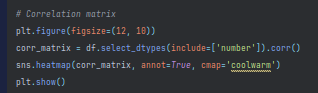 # Correlation matrix
plt.figure(figsize=(12, 10))
corr_matrix = df.select_dtypes(include=['number']).corr()
sns.heatmap(corr_matrix, annot=True, cmap='coolwarm')
plt.show()